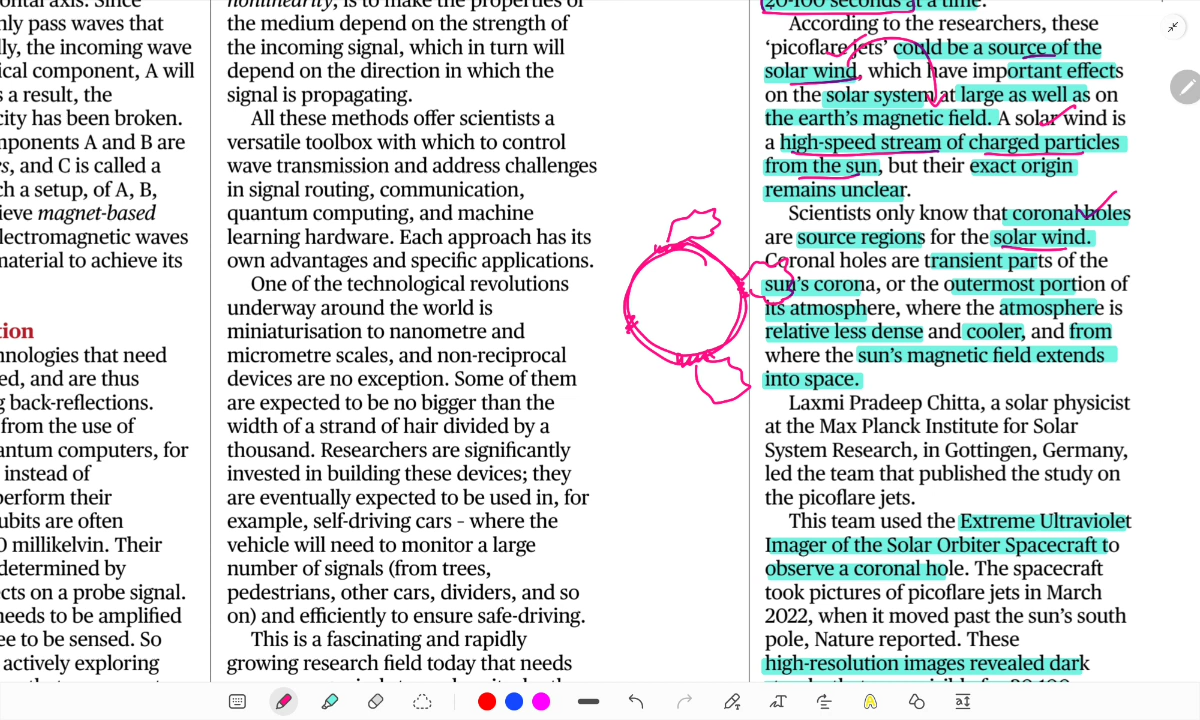 ontal axis. Since
nly pass waves that
lly, the incoming wave
ical component, A will
s a result, the
city has been broken.
nponents A and B are
rs, and C is called a
ch a setup, of A, B,
ieve magnet-based
lectromagnetic waves
material to achieve its
tion
hnologies that need
ed, and are thus
g back-reflections.
from the use of
antum computers, for
instead of
perform their
ubits are often
0 millikelvin. Their
determined by
ects on a probe signal.
needs to be amplified
ee to be sensed. So
actively exploring
nonlinearity, is to make the properties of
the medium depend on the strength of
the incoming signal, which in turn will
depend on the direction in which the
signal is propagating.
All these methods offer scientists a
versatile toolbox with which to control
wave transmission and address challenges
in signal routing, communication,
quantum computing, and machine
learning hardware. Each approach has its
own advantages and specific applications.
One of the technological revolutions
underway around the world is
miniaturisation to nanometre and
micrometre scales, and non-reciprocal
devices are no exception. Some of them
are expected to be no bigger than the
width of a strand of hair divided by a
thousand. Researchers are significantly
invested in building these devices; they
are eventually expected to be used in, for
example, self-driving cars – where the
vehicle will need to monitor a large
number of signals (from trees,
pedestrians, other cars, dividers, and so
on) and efficiently to ensure safe-driving.
This is a fascinating and rapidly
growing research field today that needs
20-100 seconds at a time.
According to the researchers, these
‘picoflare jets’ could be a source of the
solar wind, which have important effects
on the solar system at large as well as on
the earth’s magnetic field. A solar wind is
a high-speed stream of charged particles
from the sun, but their exact origin
remains unclear.
Scientists only know that coronal holes
are source regions for the solar wind.
Coronal holes are transient parts of the
sun’s corona, or the outermost portion of
its atmosphere, where the atmosphere is
relative less dense and cooler, and from
where the sun’s magnetic field extends
into space.
Laxmi Pradeep Chitta, a solar physicist
at the Max Planck Institute for Solar
System Research, in Gottingen, Germany,
led the team that published the study on
the picoflare jets.
This team used the Extreme Ultraviolet
Imager of the Solar Orbiter Spacecraft to
observe a coronal hole. The spacecraft
took pictures of picoflare jets in March
2022, when it moved past the sun’s south
pole, Nature reported. These
high-resolution images revealed dark